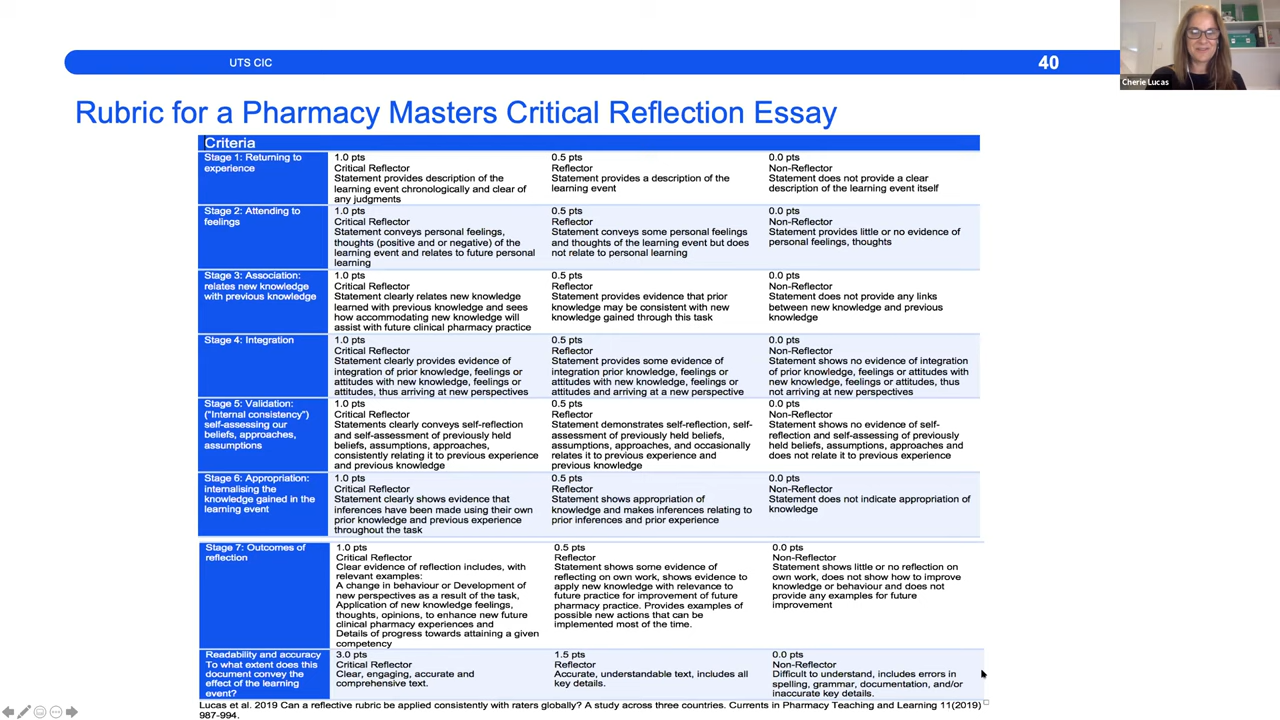 UTS CIC
40
Cherie Lucas
Rubric for a Pharmacy Masters Critical Reflection Essay
Criteria
Stage 1: Returning to
experience
1.0 pts
Critical Reflector
Statement provides description of the
learning event chronologically and clear of
any judgments
0.5 pts
Reflector
Statement provides a description of the
learning event
0.0 pts
Non-Reflector
Statement does not provide a clear
description of the learning event itself
Stage 2: Attending to
feelings
1.0 pts
Critical Reflector
Statement conveys personal feelings,
thoughts (positive and or negative) of the
learning event and relates to future personal
learning
0.5 pts
Reflector
Statement conveys some personal feelings
and thoughts of the learning event but does
not relate to personal learning
0.0 pts
Non-Reflector
Statement provides little or no evidence of
personal feelings, thoughts
Stage 3: Association:
relates new knowledge
with previous knowledge
1.0 pts
Critical Reflector
Statement clearly relates new knowledge
learned with previous knowledge and sees
how accommodating new knowledge will
assist with future clinical pharmacy practice
0.5 pts
Reflector
Statement provides evidence that prior
knowledge may be consistent with new
knowledge gained through this task
0.0 pts
Non-Reflector
Statement does not provide any links
between new knowledge and previous
knowledge
Stage 4: Integration
1.0 pts
Critical Reflector
Statement clearly provides evidence of
integration of prior knowledge, feelings or
attitudes with new knowledge, feelings or
attitudes, thus arriving at new perspectives
0.5 pts
Reflector
Statement provides some evidence of
integration prior knowledge, feelings or
attitudes with new knowledge, feelings or
attitudes and arriving at a new perspective
0.0 pts
Non-Reflector
Statement shows no evidence of integration
of prior knowledge, feelings or attitudes with
new knowledge, feelings or attitudes, thus
not arriving at new perspectives
Stage 5: Validation:
("Internal consistency")
self-assessing our
beliefs, approaches,
assumptions
1.0 pts
Critical Reflector
Statements clearly conveys self-reflection
and self-assessment of previously held
beliefs, assumptions, approaches,
consistently relating it to previous experience
and previous knowledge
0.5 pts
Reflector
Statement demonstrates self-reflection, self-
assessment of previously held beliefs,
assumptions, approaches, and occasionally
relates it to previous experience and
previous knowledge
0.0 pts
Non-Reflector
Statement shows no evidence of self-
reflection and self-assessing of previously
held beliefs, assumptions, approaches and
does not relate it to previous experience
Stage 6: Appropriation:
internalising the
knowledge gained in the
learning event
1.0 pts
Critical Reflector
Statement clearly shows evidence that
inferences have been made using their own
prior knowledge and previous experience
throughout the task
0.5 pts
Reflector
Statement shows appropriation of
knowledge and makes inferences relating to
prior inferences and prior experience
0.0 pts
Non-Reflector
Statement does not indicate appropriation of
knowledge
Stage 7: Outcomes of
reflection
1.0 pts
Critical Reflector
Clear evidence of reflection includes, with
relevant examples:
A change in behaviour or Development of
new perspectives as a result of the task,
Application of new knowledge feelings,
thoughts, opinions, to enhance new future
clinical pharmacy experiences and
Details of progress towards attaining a given
competency
0.5 pts
Reflector
Statement shows some evidence of
reflecting on own work, shows evidence to
apply new knowledge with relevance to
future practice for improvement of future
pharmacy practice. Provides examples of
possible new actions that can be
implemented most of the time.
0.0 pts
Non-Reflector
Statement shows little or no reflection on
own work, does not show how to improve
knowledge or behaviour and does not
provide any examples for future
improvement
Readability and accuracy
To what extent does this
document convey the
effect of the learning
event?
3.0 pts
Critical Reflector
Clear, engaging, accurate and
comprehensive text.
1.5 pts
Reflector
Accurate, understandable text, includes all
key details.
0.0 pts
Non-Reflector
Difficult to understand, includes errors in
spelling, grammar, documentation, and/or
inaccurate key details.
Lucas et al. 2019 Can a reflective rubric be applied consistently with raters globally? A study across three countries. Currents in Pharmacy Teaching and Learning 11(2019)
987-994.